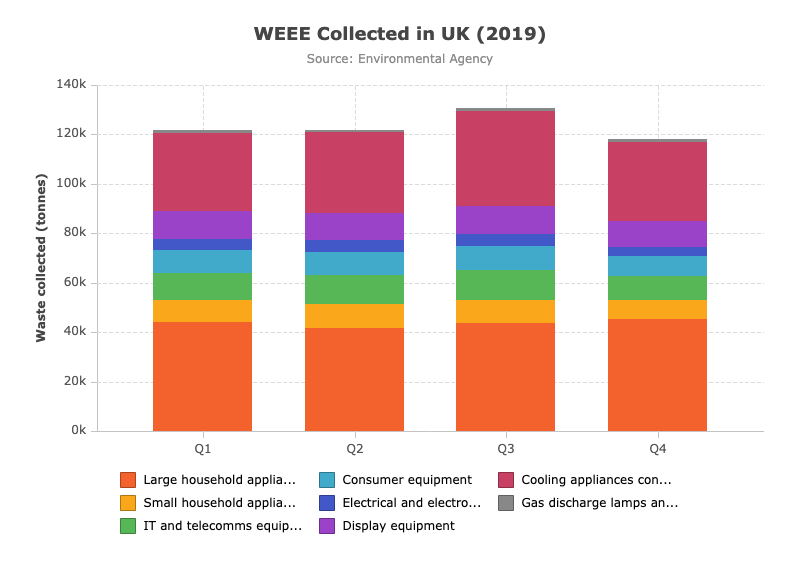 WEEE Collected in UK (2019)
Source: Environmental Agency
Waste collected (tonnes)
140k
120k
100k
80k
60k
40k
20k
0k
Q1 Q2 Q3 Q4
Large household applia... Consumer equipment Cooling appliances con...
Small household applia... Electrical and electro... Gas discharge lamps an...
IT and telecomms equip... Display equipment